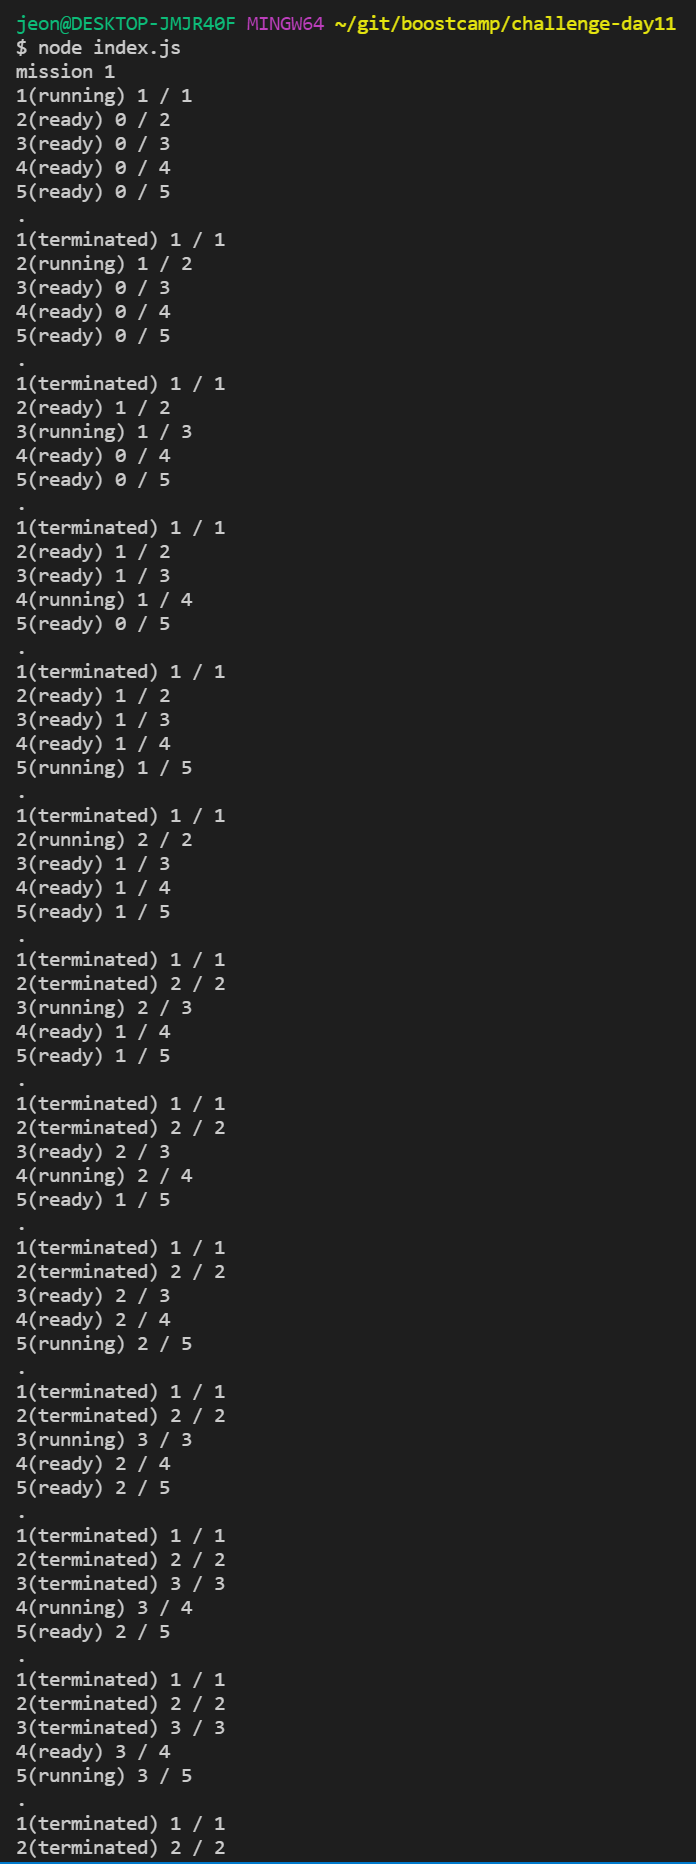 jeon@DESKTOP-JMJR40F MINGW64 ~/git/boostcamp/challenge-day11
$ node index.js
mission 1
1(running) 1 / 1
2(ready) 0 / 2
3(ready) 0 / 3
4(ready) 0 / 4
5(ready) 0 / 5
.
1(terminated) 1 / 1
2(running) 1 / 2
3(ready) 0 / 3
4(ready) 0 / 4
5(ready) 0 / 5
.
1(terminated) 1 / 1
2(ready) 1 / 2
3(running) 1 / 3
4(ready) 0 / 4
5(ready) 0 / 5
.
1(terminated) 1 / 1
2(ready) 1 / 2
3(ready) 1 / 3
4(running) 1 / 4
5(ready) 0 / 5
.
1(terminated) 1 / 1
2(ready) 1 / 2
3(ready) 1 / 3
4(ready) 1 / 4
5(running) 1 / 5
.
1(terminated) 1 / 1
2(running) 2 / 2
3(ready) 1 / 3
4(ready) 1 / 4
5(ready) 1 / 5
.
1(terminated) 1 / 1
2(terminated) 2 / 2
3(running) 2 / 3
4(ready) 1 / 4
5(ready) 1 / 5
.
1(terminated) 1 / 1
2(terminated) 2 / 2
3(ready) 2 / 3
4(running) 2 / 4
5(ready) 1 / 5
.
1(terminated) 1 / 1
2(terminated) 2 / 2
3(ready) 2 / 3
4(ready) 2 / 4
5(running) 2 / 5
.
1(terminated) 1 / 1
2(terminated) 2 / 2
3(running) 3 / 3
4(ready) 2 / 4
5(ready) 2 / 5
.
1(terminated) 1 / 1
2(terminated) 2 / 2
3(terminated) 3 / 3
4(running) 3 / 4
5(ready) 2 / 5
.
1(terminated) 1 / 1
2(terminated) 2 / 2
3(terminated) 3 / 3
4(ready) 3 / 4
5(running) 3 / 5
.
1(terminated) 1 / 1
2(terminated) 2 / 2